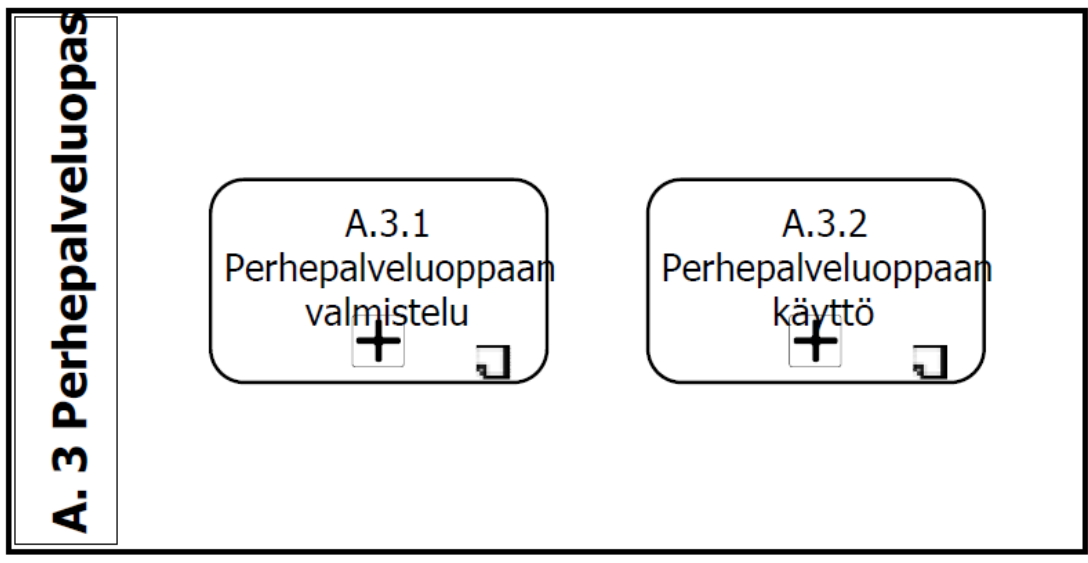 A. 3 Perhepalveluopas
A.3.1
Perhepalveluoppaan
valmistelu
A.3.2
Perhepalveluoppaan
käyttö